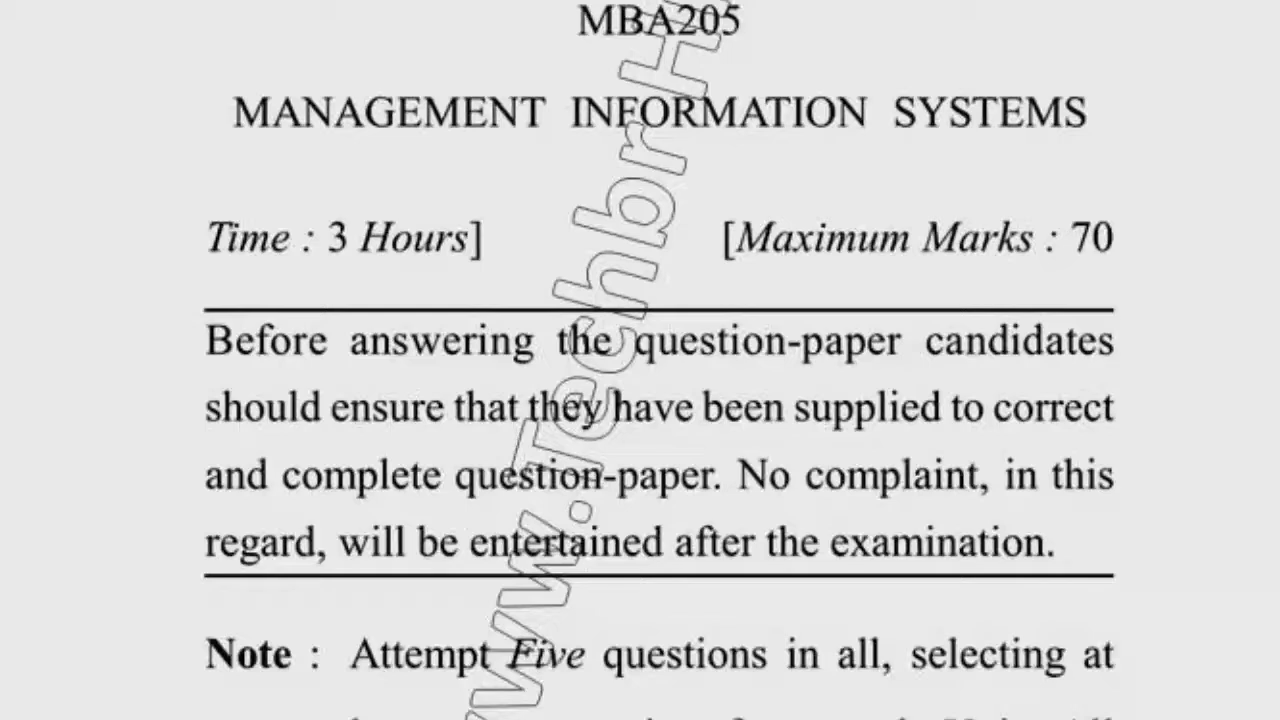 MBA205
MANAGEMENT INFORMATION SYSTEMS
Time : 3 Hours] [Maximum Marks : 70
Before answering the question-paper candidates
should ensure that they have been supplied to correct
and complete question-paper. No complaint, in this
regard, will be entertained after the examination.
Note : Attempt Five questions in all, selecting at
www.Techbr H